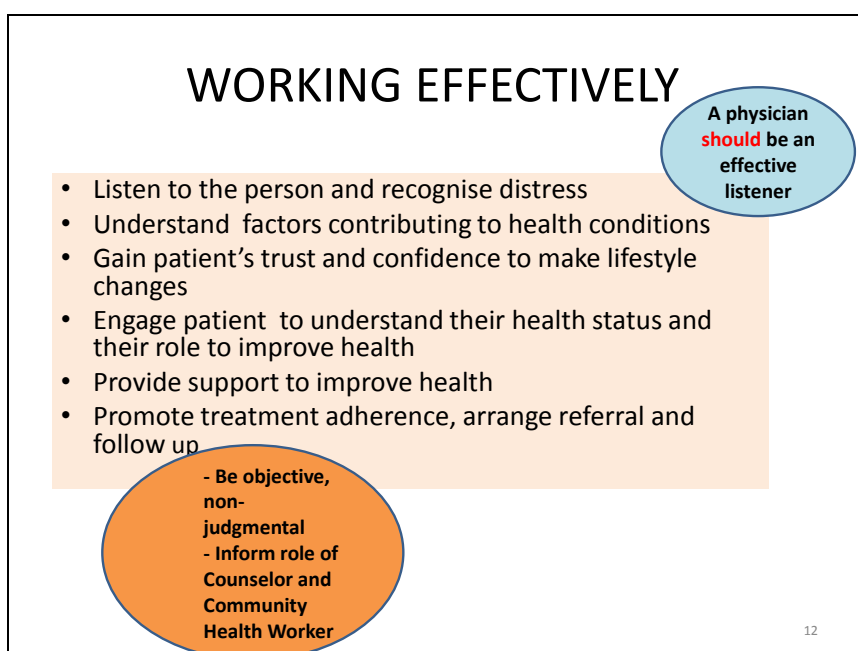 WORKING EFFECTIVELY
A physician
should be an
effective
listener
• Listen to the person and recognise distress
• Understand factors contributing to health conditions
• Gain patient's trust and confidence to make lifestyle
changes
• Engage patient to understand their health status and
their role to improve health
• Provide support to improve health
• Promote treatment adherence, arrange referral and
follow up
- Be objective,
non-
judgmental
- Inform role of
Counselor and
Community
Health Worker
12